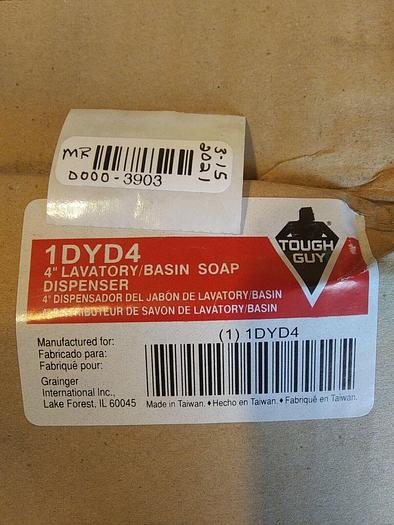 MR
D000-3903
3-15
2021
1DYD4
4" LAVATORY/BASIN SOAP
DISPENSER
4" DISPENSADOR DEL JABÓN DE LAVATORY/BASIN
DE SAVON DE LAVATORY/BASIN
TOUGH
GUY
®
(1) 1DYD4
Manufactured for:
Fabricado para:
Fabriqué pour:
Grainger
International Inc.,
Lake Forest, IL 60045
Made in Taiwan. ♦ Hecho en Taiwan. ♦ Fabriqué en Taiwan.